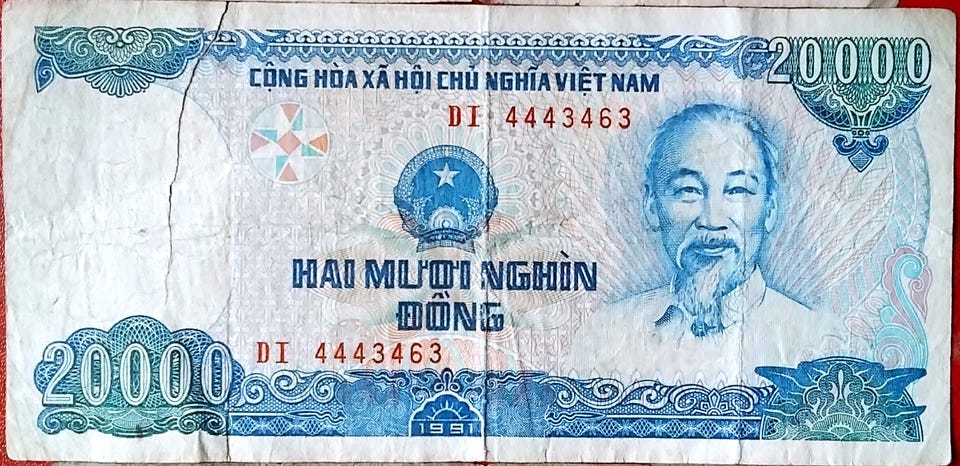 20000
CỘNG HÒA XÃ HỘI CHỦ NGHĨA VIỆT NAM
DI 4443463
HAI MƯƠI NGHÌN
ĐỒNG
DI 4443463
20000
1991